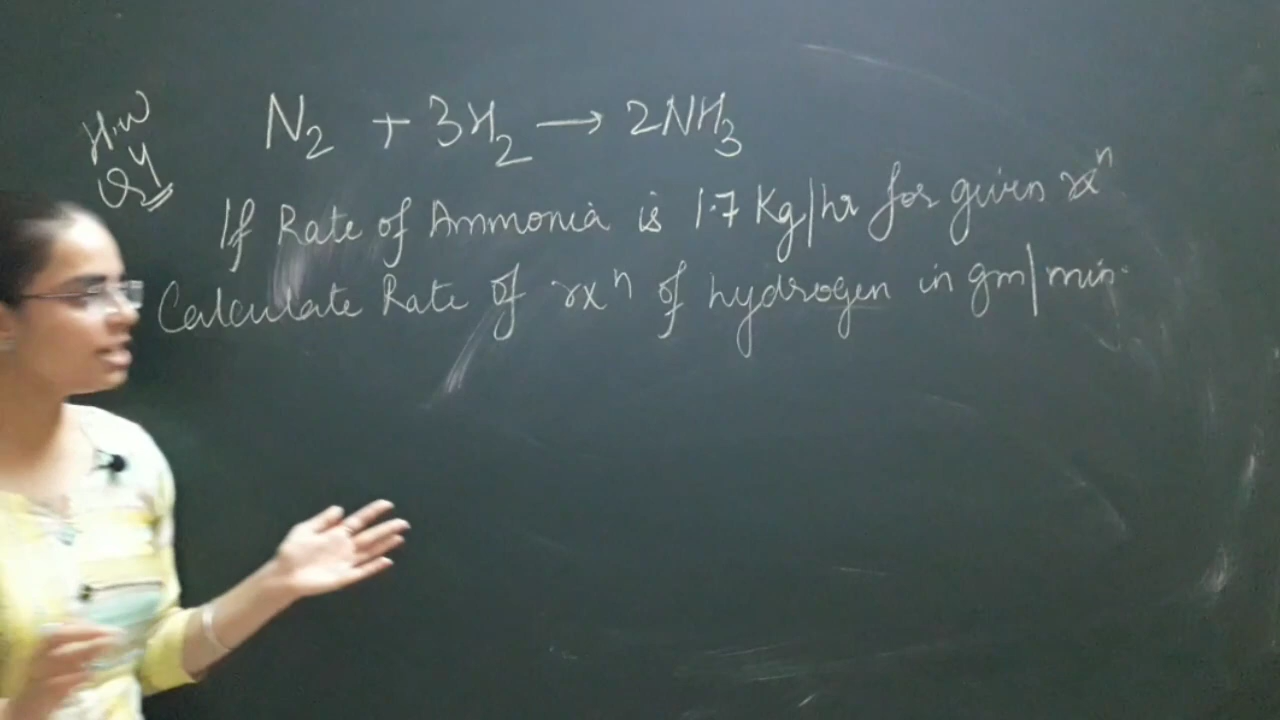 H.W
Q4
N₂ + 3H₂ → 2NH₃
If Rate of Ammonia is 1.7 Kg/hr for given rxⁿ
Calculate Rate of rxⁿ of hydrogen in gm/min.